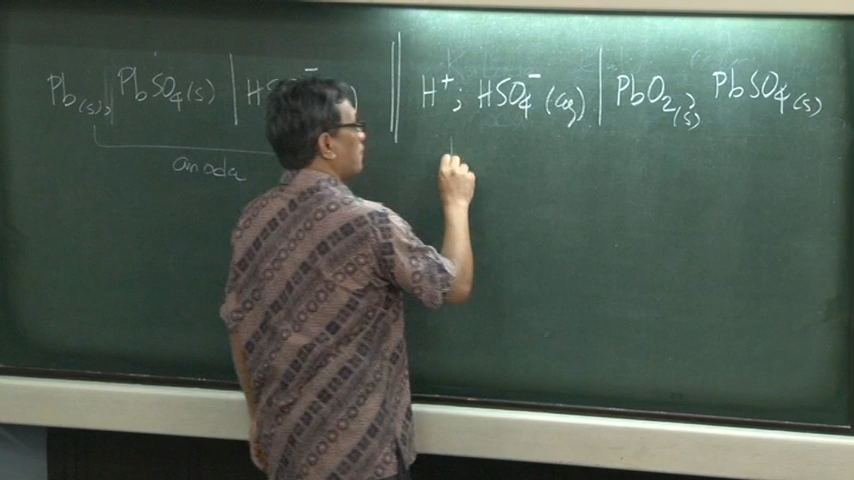 Pb(s), PbSO₄(s) | HSO₄⁻ || H⁺; HSO₄⁻ (aq) | PbO₂(s), PbSO₄(s)
anoda